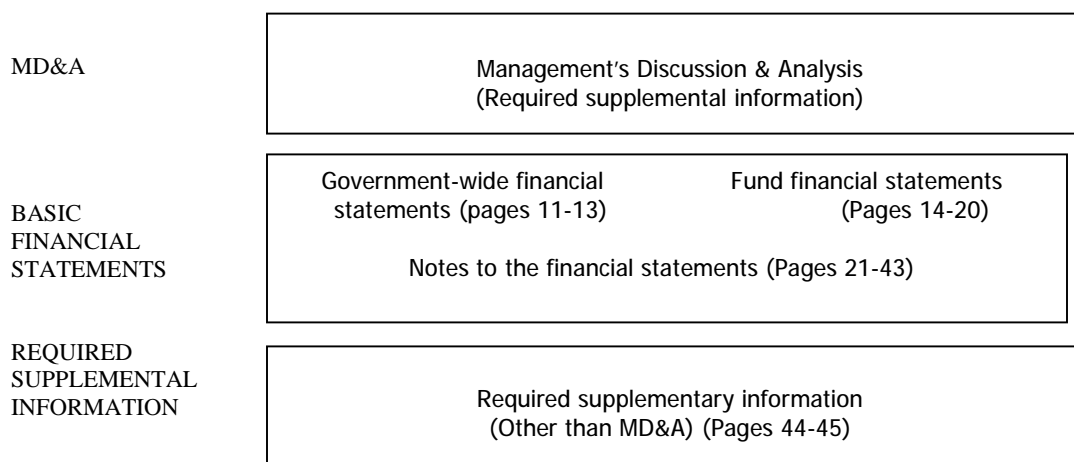 MD&A
Management's Discussion & Analysis
(Required supplemental information)
BASIC
FINANCIAL
STATEMENTS
Government-wide financial
statements (pages 11-13)
Fund financial statements
(Pages 14-20)
Notes to the financial statements (Pages 21-43)
REQUIRED
SUPPLEMENTAL
INFORMATION
Required supplementary information
(Other than MD&A) (Pages 44-45)